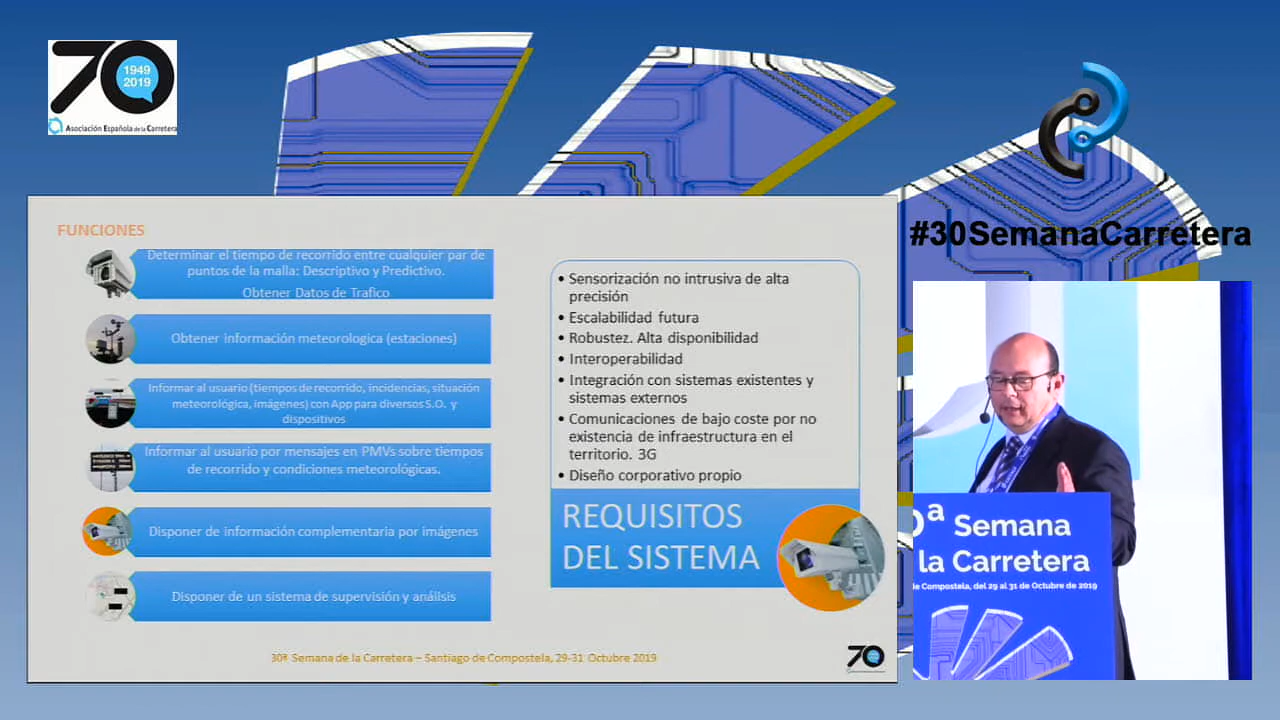 70
1949
2019
Asociación Española de la Carretera
#30SemanaCarretera
FUNCIONES
Determinar el tiempo de recorrido entre cualquier par de
puntos de la malla: Descriptivo y Predictivo.
Obtener Datos de Trafico
Obtener información meteorologica (estaciones)
Informar al usuario (tiempos de recorrido, incidencias, situación
meteorológica, imágenes) con App para diversos S.O. y
dispositivos
Informar al usuario por mensajes en PMVs sobre tiempos
de recorrido y condiciones meteorológicas.
Disponer de información complementaria por imágenes
Disponer de un sistema de supervisión y análisis
• Sensorización no intrusiva de alta
precisión
• Escalabilidad futura
• Robustez. Alta disponibilidad
• Interoperabilidad
• Integración con sistemas existentes y
sistemas externos
• Comunicaciones de bajo coste por no
existencia de infraestructura en el
territorio. 3G
• Diseño corporativo propio
REQUISITOS
DEL SISTEMA
30ª Semana de la Carretera – Santiago de Compostela, 29-31 Octubre 2019
70
0ª Semana
la Carretera
de Compostela, del 29 al 31 de Octubre de 2019